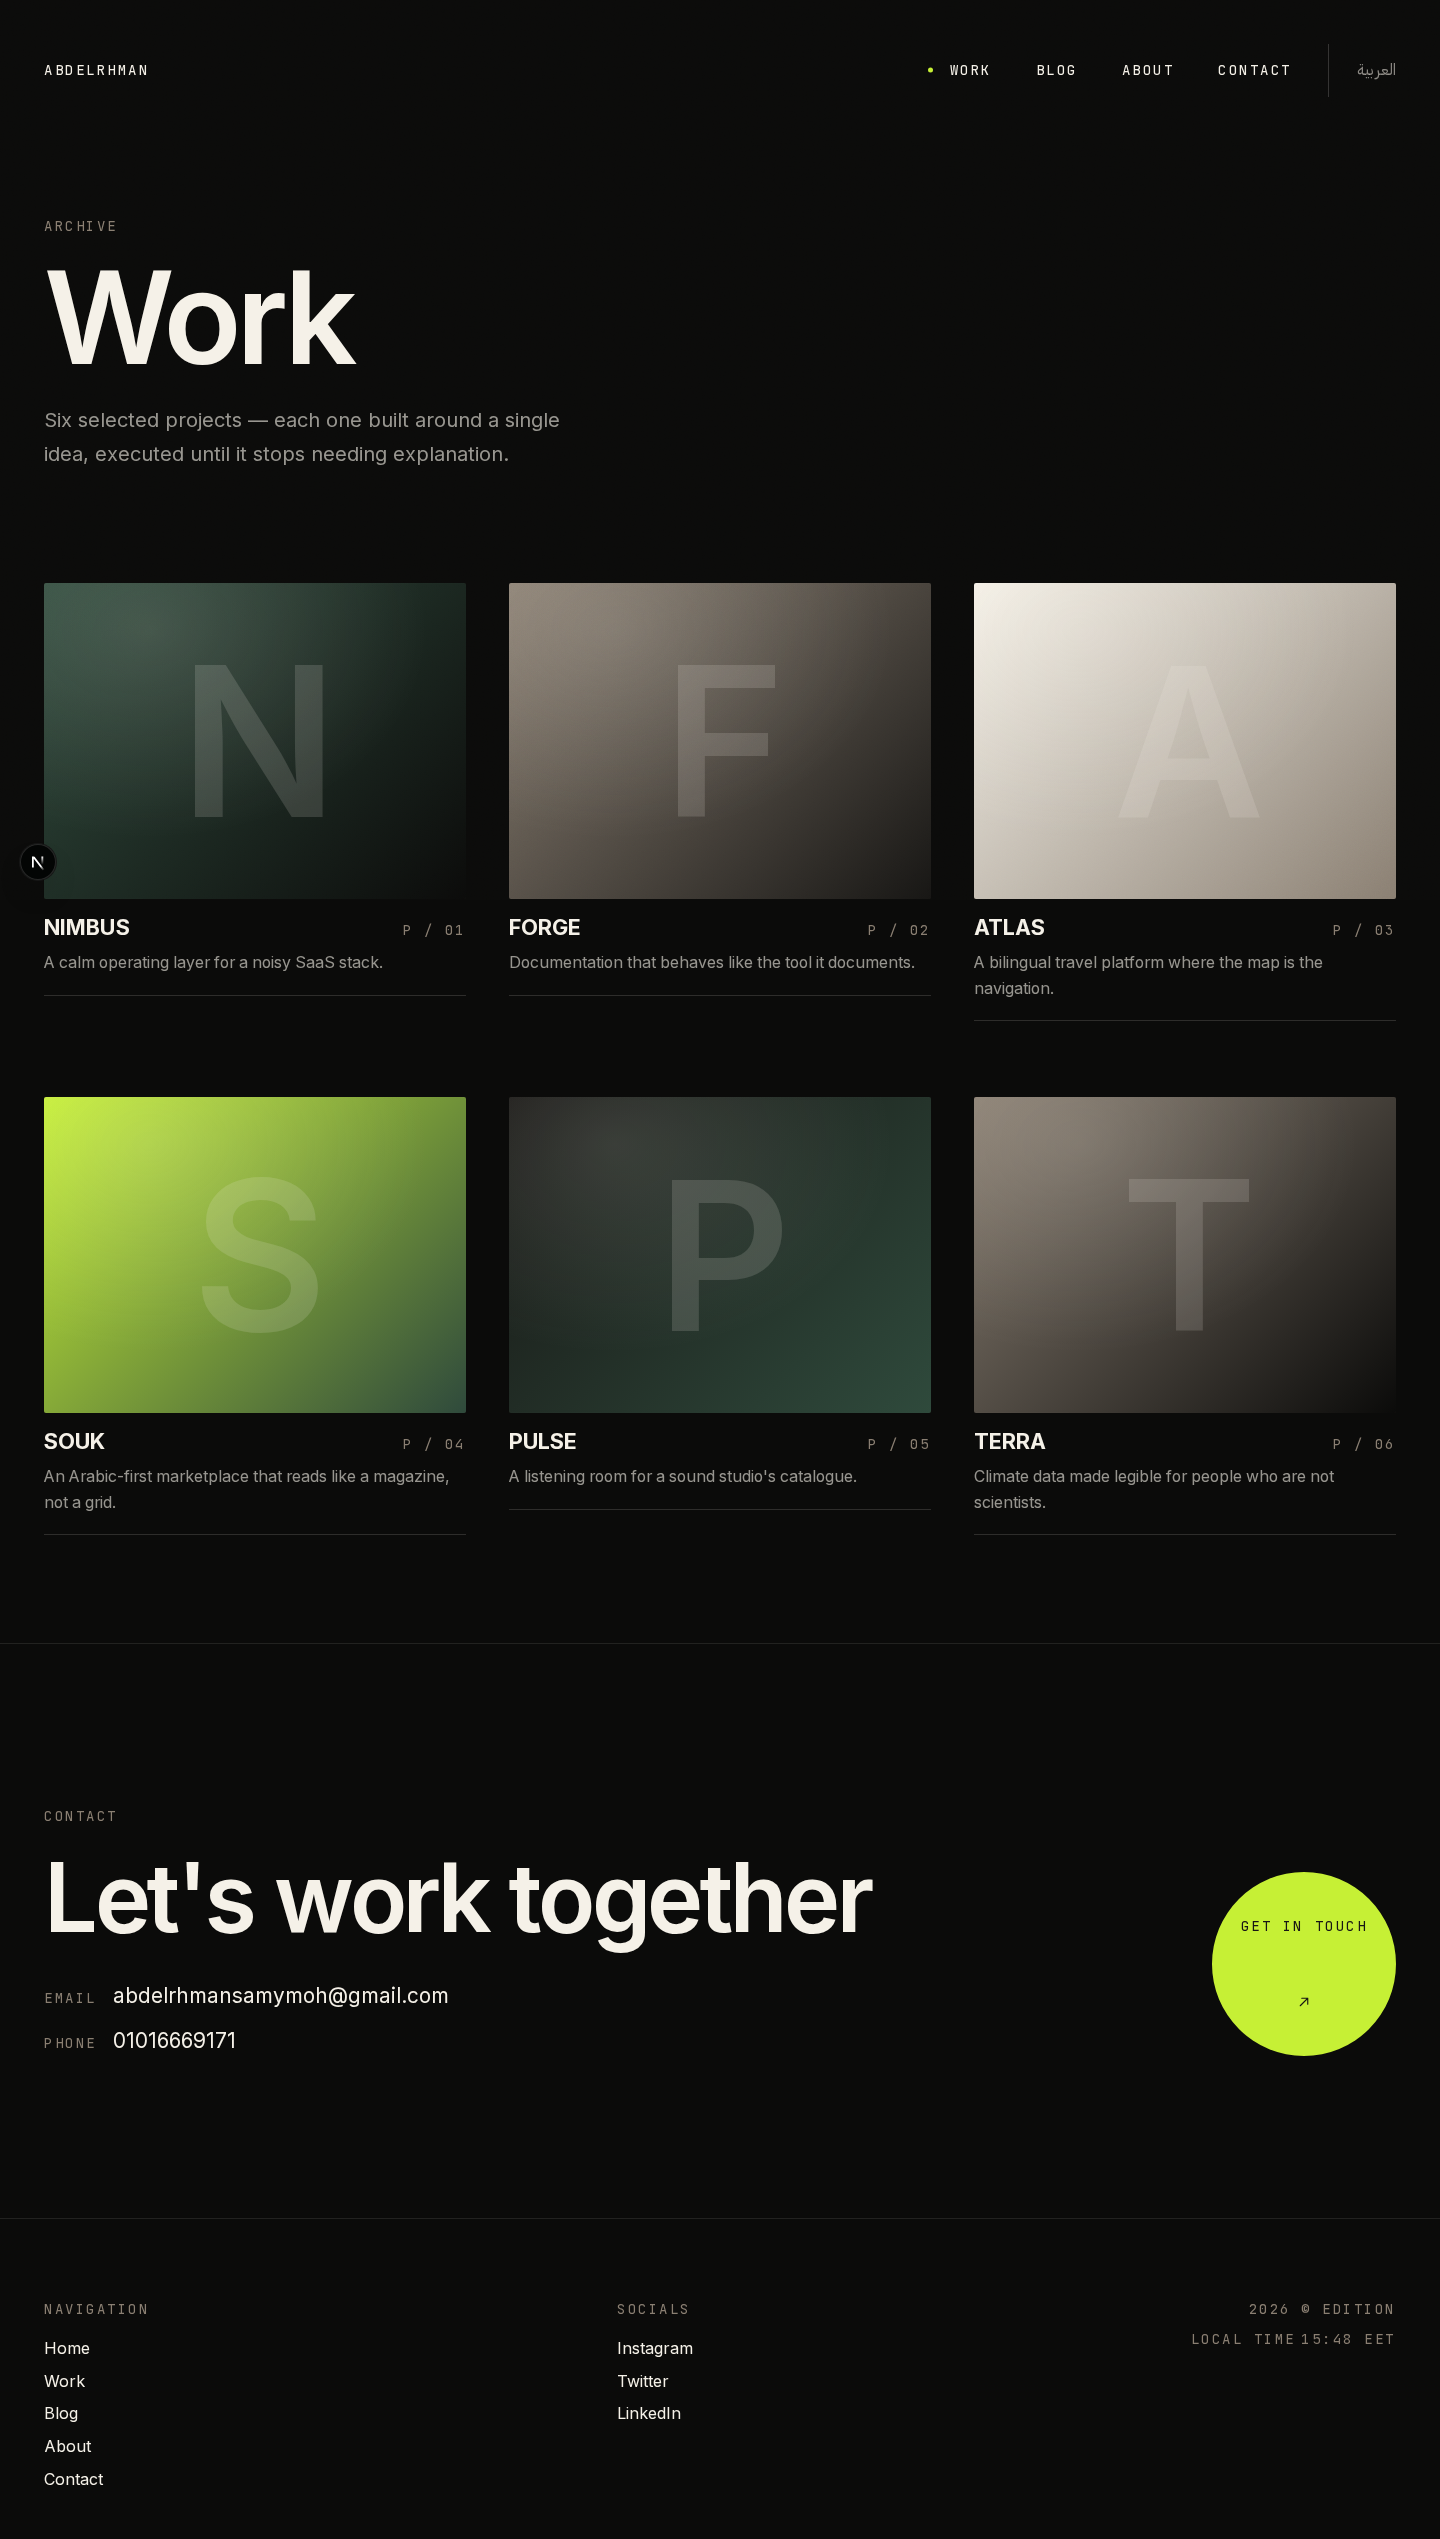 ABDELRHMAN
WORK
BLOG
ABOUT
CONTACT
العربية
ARCHIVE
Work
Six selected projects — each one built around a single
idea, executed until it stops needing explanation.
N
F
A
N
NIMBUS
P / 01
A calm operating layer for a noisy SaaS stack.
FORGE
P / 02
Documentation that behaves like the tool it documents.
ATLAS
P / 03
A bilingual travel platform where the map is the
navigation.
S
P
T
SOUK
P / 04
An Arabic-first marketplace that reads like a magazine,
not a grid.
PULSE
P / 05
A listening room for a sound studio's catalogue.
TERRA
P / 06
Climate data made legible for people who are not
scientists.
CONTACT
Let's work together
EMAIL abdelrhmansamymoh@gmail.com
PHONE 01016669171
GET IN TOUCH
↗
NAVIGATION
Home
Work
Blog
About
Contact
SOCIALS
Instagram
Twitter
LinkedIn
2026 © EDITION
LOCAL TIME 15:48 EET